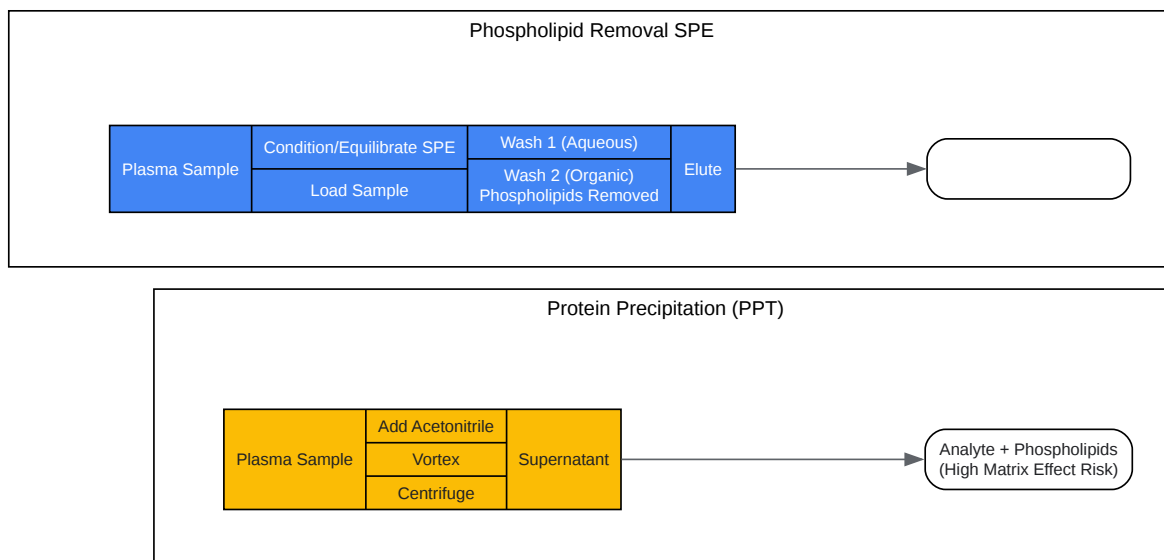 Phospholipid Removal SPE
Plasma Sample
Condition/Equilibrate SPE
Load Sample
Wash 1 (Aqueous)
Wash 2 (Organic)
Phospholipids Removed
Elute
Protein Precipitation (PPT)
Plasma Sample
Add Acetonitrile
Vortex
Centrifuge
Supernatant
Analyte + Phospholipids
(High Matrix Effect Risk)